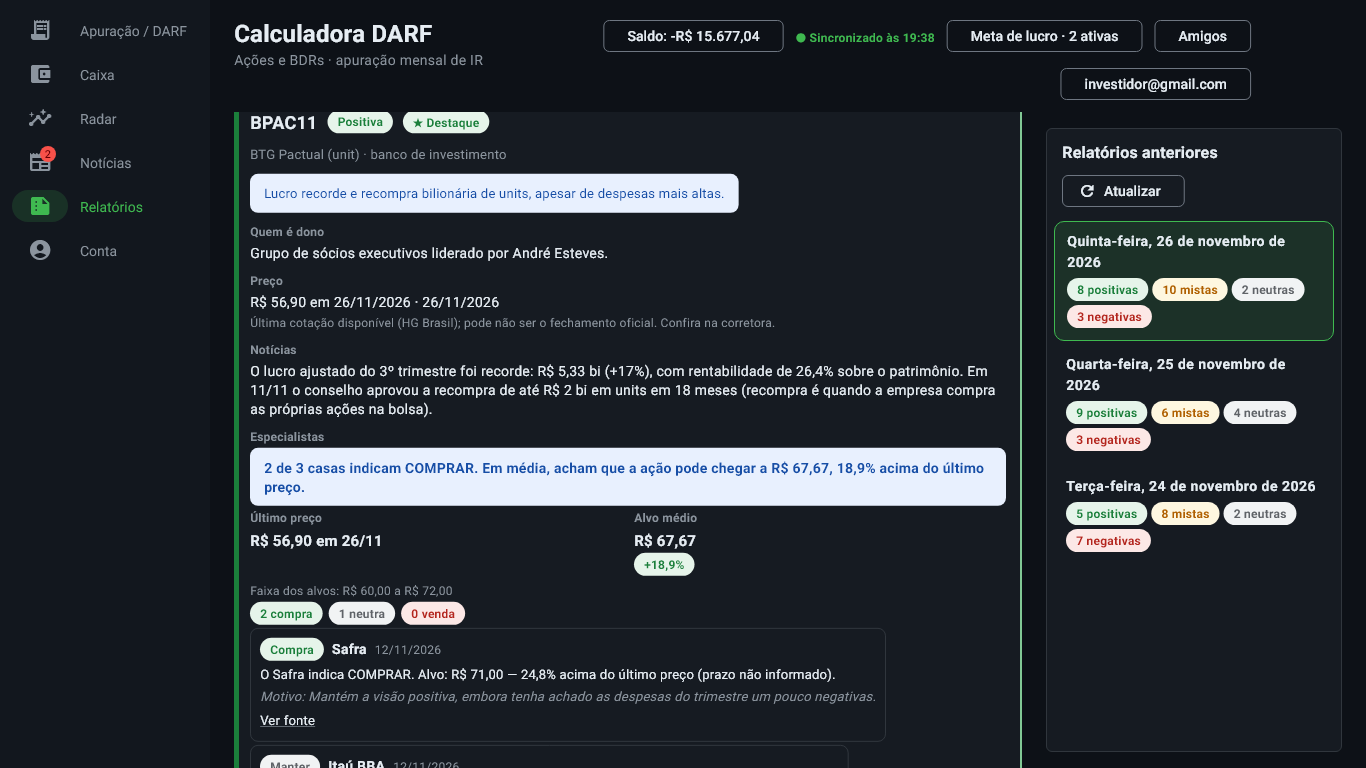 Apuração / DARF
Caixa
Radar
2
Notícias
Relatórios
Conta
Calculadora DARF
Ações e BDRs · apuração mensal de IR
Saldo: -R$ 15.677,04
Sincronizado às 19:38
Meta de lucro · 2 ativas
Amigos
investidor@gmail.com
BPAC11 Positiva ★ Destaque
BTG Pactual (unit) · banco de investimento
Lucro recorde e recompra bilionária de units, apesar de despesas mais altas.
Quem é dono
Grupo de sócios executivos liderado por André Esteves.
Preço
R$ 56,90 em 26/11/2026 · 26/11/2026
Última cotação disponível (HG Brasil); pode não ser o fechamento oficial. Confira na corretora.
Notícias
O lucro ajustado do 3º trimestre foi recorde: R$ 5,33 bi (+17%), com rentabilidade de 26,4% sobre o patrimônio. Em
11/11 o conselho aprovou a recompra de até R$ 2 bi em units em 18 meses (recompra é quando a empresa compra
as próprias ações na bolsa).
Especialistas
2 de 3 casas indicam COMPRAR. Em média, acham que a ação pode chegar a R$ 67,67, 18,9% acima do último
preço.
Último preço
R$ 56,90 em 26/11
Alvo médio
R$ 67,67
+18,9%
Faixa dos alvos: R$ 60,00 a R$ 72,00
2 compra 1 neutra 0 venda
Compra Safra 12/11/2026
O Safra indica COMPRAR. Alvo: R$ 71,00 — 24,8% acima do último preço (prazo não informado).
Motivo: Mantém a visão positiva, embora tenha achado as despesas do trimestre um pouco negativas.
Ver fonte
Manter Itaú BBA 12/11/2026
Relatórios anteriores
Atualizar
Quinta-feira, 26 de novembro de
2026
8 positivas 10 mistas 2 neutras
3 negativas
Quarta-feira, 25 de novembro de
2026
9 positivas 6 mistas 4 neutras
3 negativas
Terça-feira, 24 de novembro de 2026
5 positivas 8 mistas 2 neutras
7 negativas